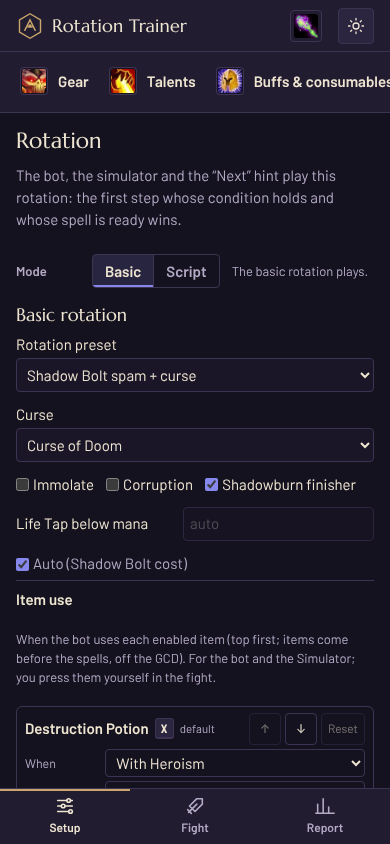 Rotation Trainer
Gear
Talents
Buffs & consumables
Rotation
The bot, the simulator and the “Next” hint play this
rotation: the first step whose condition holds and
whose spell is ready wins.
Mode
Basic
Script
The basic rotation plays.
Basic rotation
Rotation preset
Shadow Bolt spam + curse
Curse
Curse of Doom
Immolate
Corruption
Shadowburn finisher
Life Tap below mana
auto
Auto (Shadow Bolt cost)
Item use
When the bot uses each enabled item (top first; items come
before the spells, off the GCD). For the bot and the Simulator;
you press them yourself in the fight.
Destruction Potion
X
default
↑
↓
Reset
When
With Heroism
Setup
Fight
Report